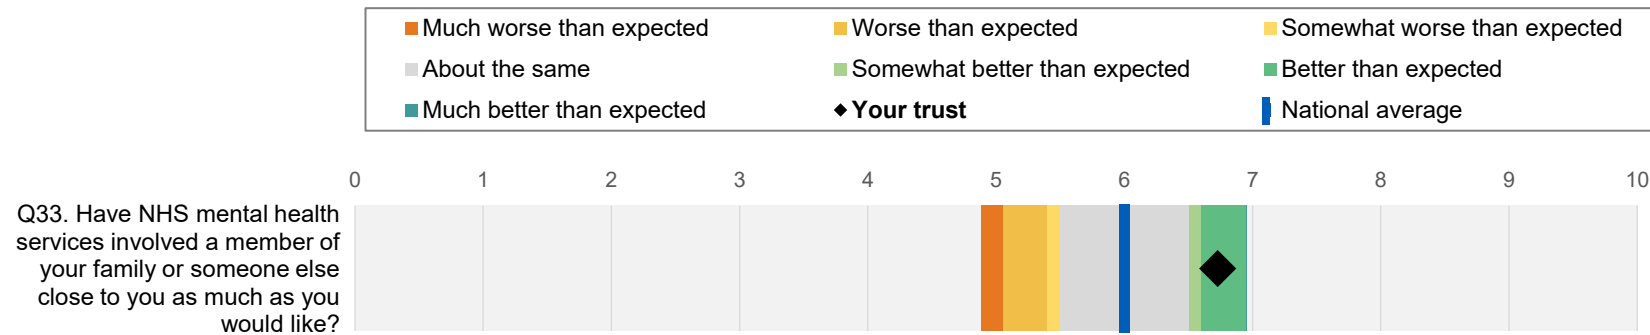 Much worse than expected
Worse than expected
Somewhat worse than expected
About the same
Somewhat better than expected
Better than expected
Much better than expected
Your trust
National average
0 1 2 3 4 5 6 7 8 9 10
Q33. Have NHS mental health
services involved a member of
your family or someone else
close to you as much as you
would like?